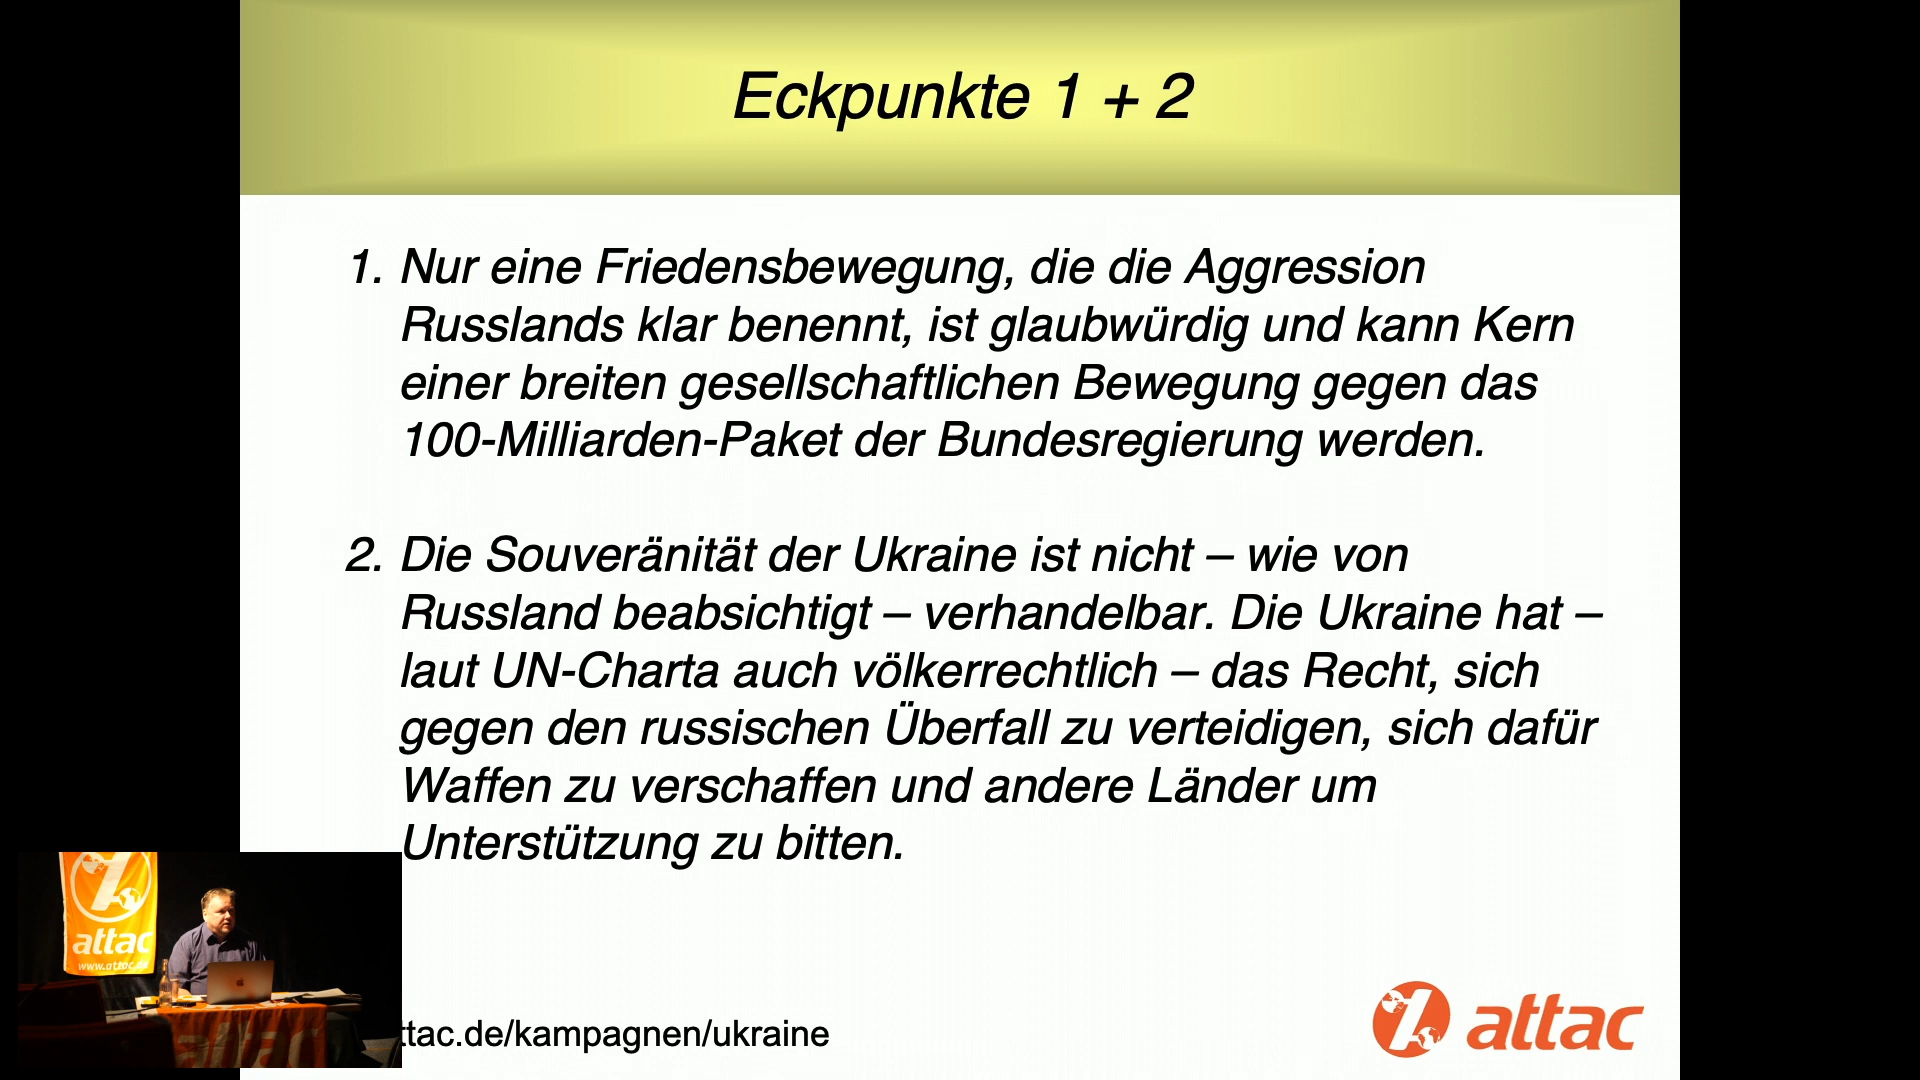 Eckpunkte 1 + 2
1. Nur eine Friedensbewegung, die die Aggression
Russlands klar benennt, ist glaubwürdig und kann Kern
einer breiten gesellschaftlichen Bewegung gegen das
100-Milliarden-Paket der Bundesregierung werden.
2. Die Souveränität der Ukraine ist nicht – wie von
Russland beabsichtigt – verhandelbar. Die Ukraine hat –
laut UN-Charta auch völkerrechtlich – das Recht, sich
gegen den russischen Überfall zu verteidigen, sich dafür
Waffen zu verschaffen und andere Länder um
Unterstützung zu bitten.
attac
www.attac.de
attac
ttac.de/kampagnen/ukraine
attac